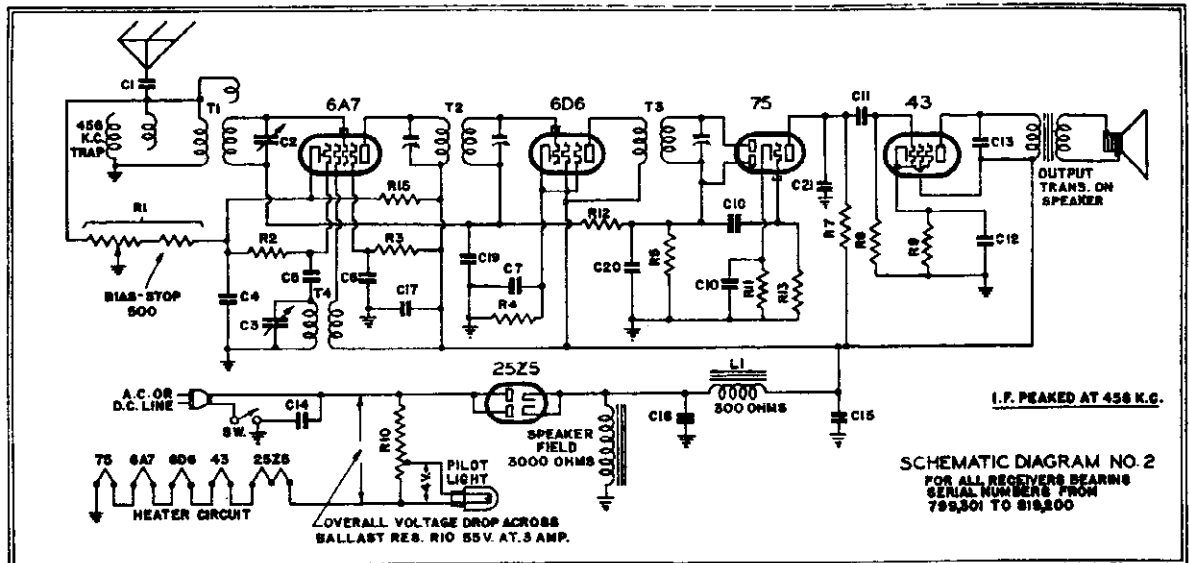 C1
T1
6A7
T2
6D6
T3
75
C11
43
456
K.C.
TRAP
C2
C13
OUTPUT
TRANS. ON
SPEAKER
C21
R1
R15
R12
C10
R2
R3
C19
C7
C20
R5
R7
R8
R9
C12
BIAS-STOP
500
C4
C5
C6
C17
R4
C10
R11
R13
T4
C3
25Z5
L1
A.C. OR
D.C. LINE
C14
300 OHMS
C16
C15
I.F. PEAKED AT 456 K.C.
SW.
R10
SPEAKER
FIELD
3000 OHMS
75 6A7 6D6 43 25Z5
PILOT
LIGHT
4V.
HEATER CIRCUIT
OVERALL VOLTAGE DROP ACROSS
BALLAST RES. R10 55V. AT .3 AMP.
SCHEMATIC DIAGRAM NO. 2
FOR ALL RECEIVERS BEARING
SERIAL NUMBERS FROM
799,301 TO 819,200